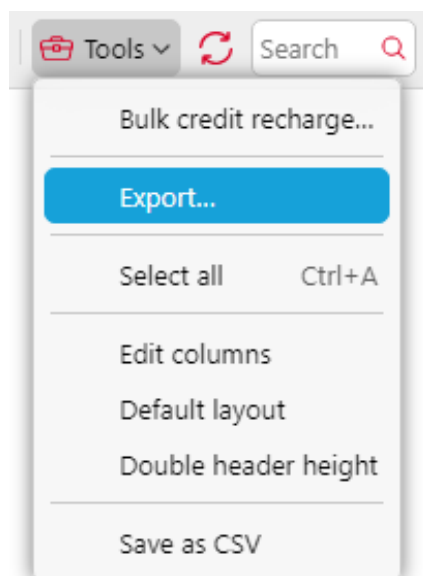 Tools
Search
Bulk credit recharge...
Export...
Select all Ctrl+A
Edit columns
Default layout
Double header height
Save as CSV